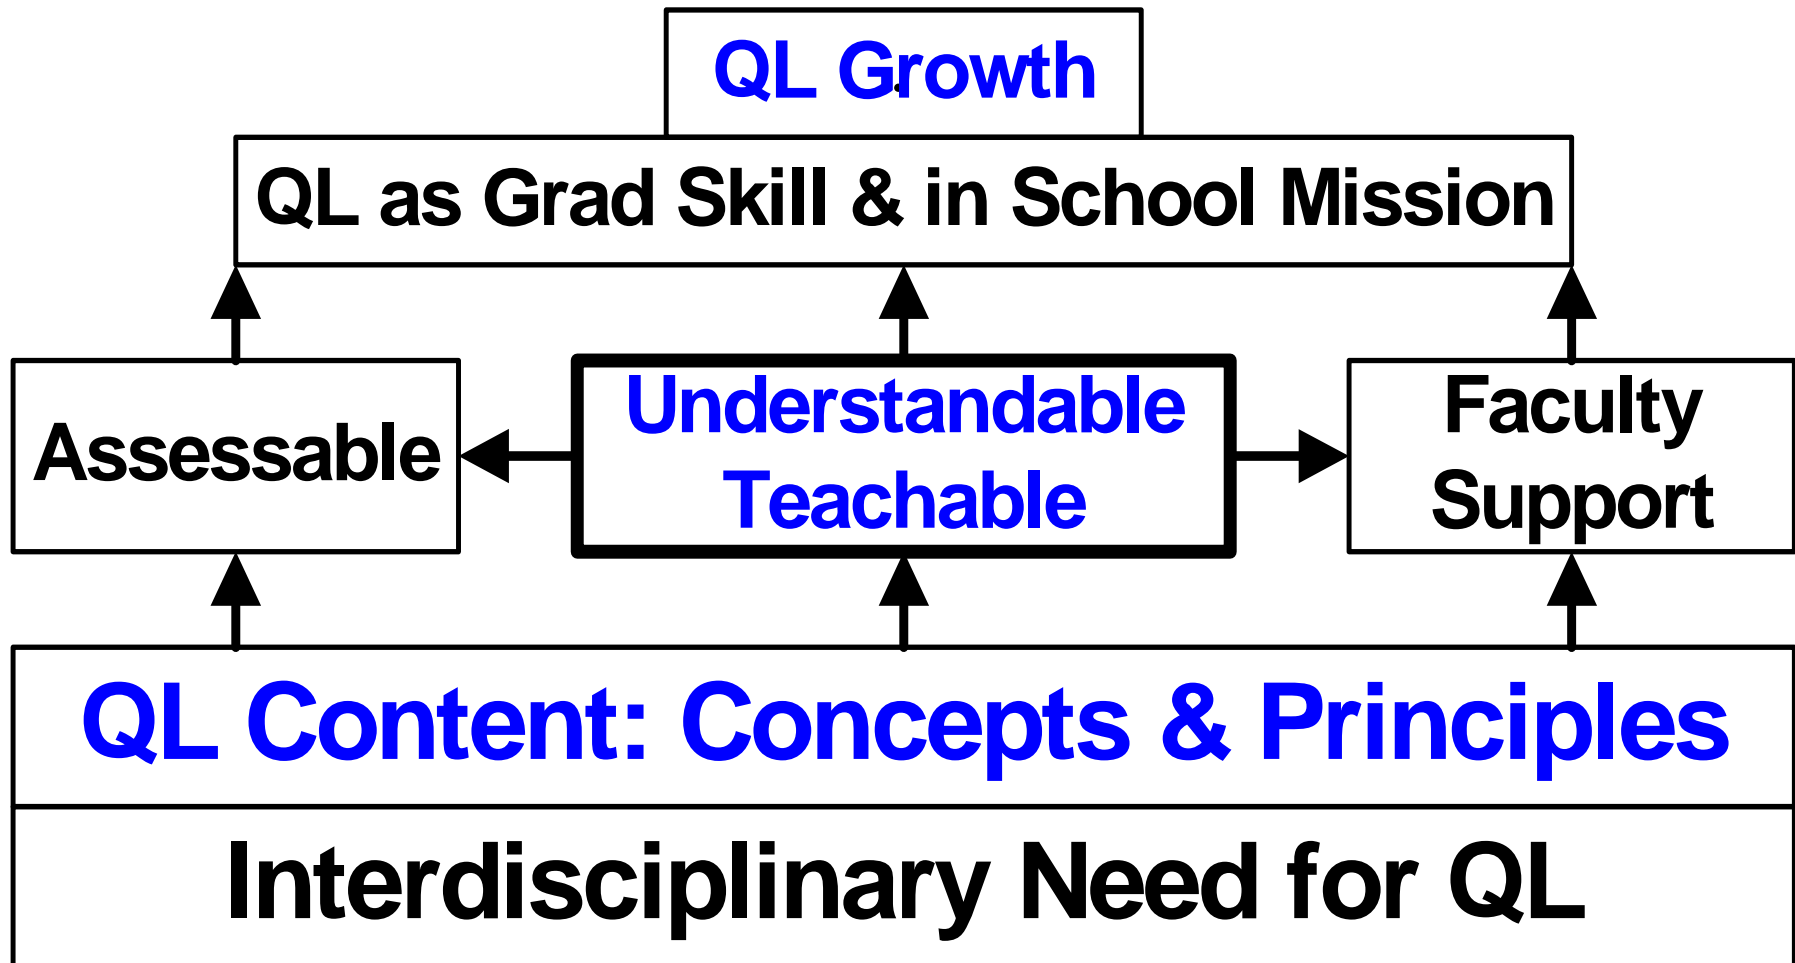 QL Growth
QL as Grad Skill & in School Mission
Assessable
Understandable
Teachable
Faculty
Support
QL Content: Concepts & Principles
Interdisciplinary Need for QL